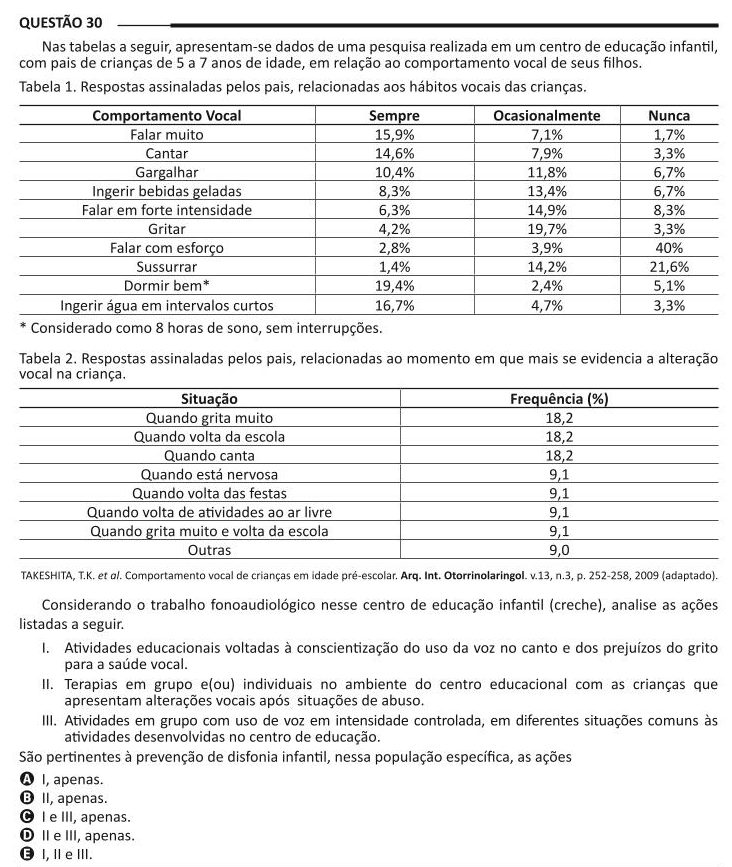 QUESTÃO 30
Nas tabelas a seguir, apresentam-se dados de uma pesquisa realizada em um centro de educação infantil,
com pais de crianças de 5 a 7 anos de idade, em relação ao comportamento vocal de seus filhos.
Tabela 1. Respostas assinaladas pelos pais, relacionadas aos hábitos vocais das crianças.
Comportamento Vocal Sempre Ocasionalmente Nunca
Falar muito 15,9% 7,1% 1,7%
Cantar 14,6% 7,9% 3,3%
Gargalhar 10,4% 11,8% 6,7%
Ingerir bebidas geladas 8,3% 13,4% 6,7%
Falar em forte intensidade 6,3% 14,9% 8,3%
Gritar 4,2% 19,7% 3,3%
Falar com esforço 2,8% 3,9% 40%
Sussurrar 1,4% 14,2% 21,6%
Dormir bem* 19,4% 2,4% 5,1%
Ingerir água em intervalos curtos 16,7% 4,7% 3,3%
* Considerado como 8 horas de sono, sem interrupções.
Tabela 2. Respostas assinaladas pelos pais, relacionadas ao momento em que mais se evidencia a alteração
vocal na criança.
Situação Frequência (%)
Quando grita muito 18,2
Quando volta da escola 18,2
Quando canta 18,2
Quando está nervosa 9,1
Quando volta das festas 9,1
Quando volta de atividades ao ar livre 9,1
Quando grita muito e volta da escola 9,1
Outras 9,0
TAKESHITA, T.K. et al. Comportamento vocal de crianças em idade pré-escolar. Arq. Int. Otorrinolaringol. v.13, n.3, p. 252-258, 2009 (adaptado).
Considerando o trabalho fonoaudiológico nesse centro de educação infantil (creche), analise as ações
listadas a seguir.
I. Atividades educacionais voltadas à conscientização do uso da voz no canto e dos prejuízos do grito
para a saúde vocal.
II. Terapias em grupo e(ou) individuais no ambiente do centro educacional com as crianças que
apresentam alterações vocais após situações de abuso.
III. Atividades em grupo com uso de voz em intensidade controlada, em diferentes situações comuns às
atividades desenvolvidas no centro de educação.
São pertinentes à prevenção de disfonia infantil, nessa população específica, as ações
A I, apenas.
B II, apenas.
C I e III, apenas.
D II e III, apenas.
E I, II e III.